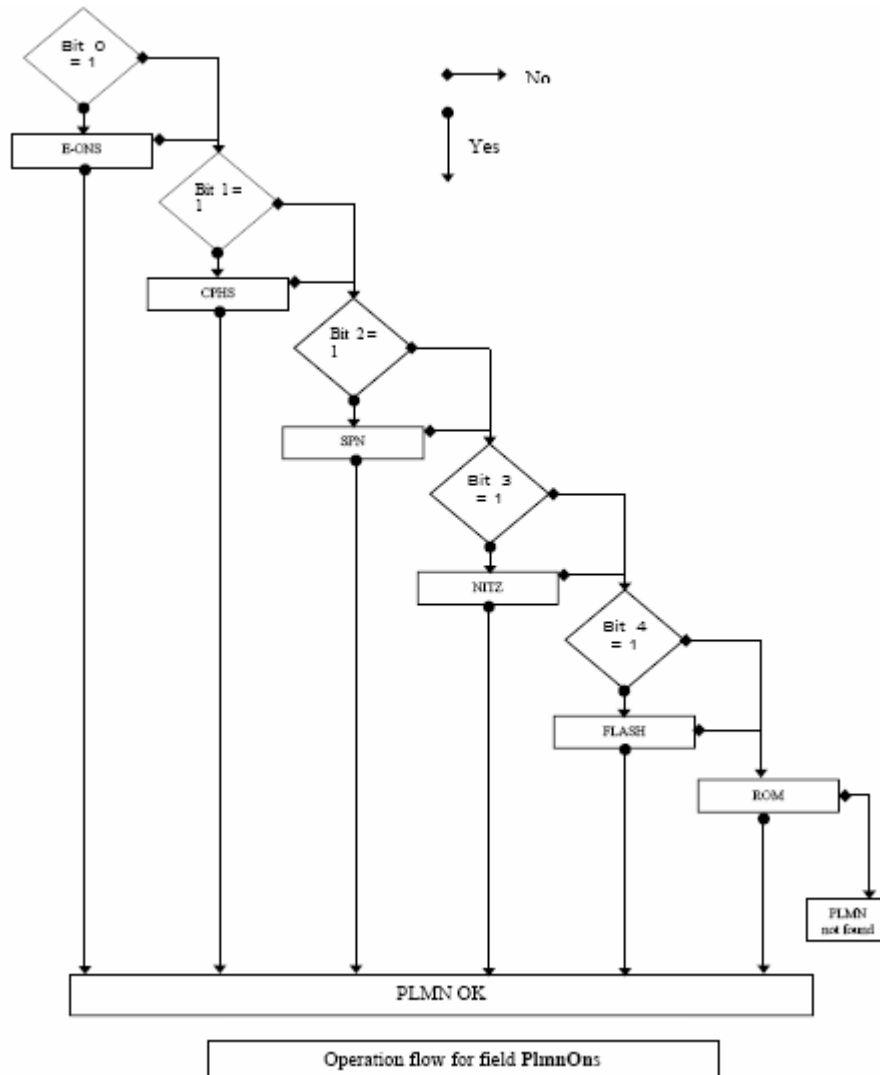 Bit 0
= 1
No
Yes
E-ONS
Bit 1=
1
CPHS
Bit 2=
1
SPN
Bit 3
= 1
NITZ
Bit 4
= 1
FLASH
ROM
PLMN
not found
PLMN OK
Operation flow for field PlmnOns